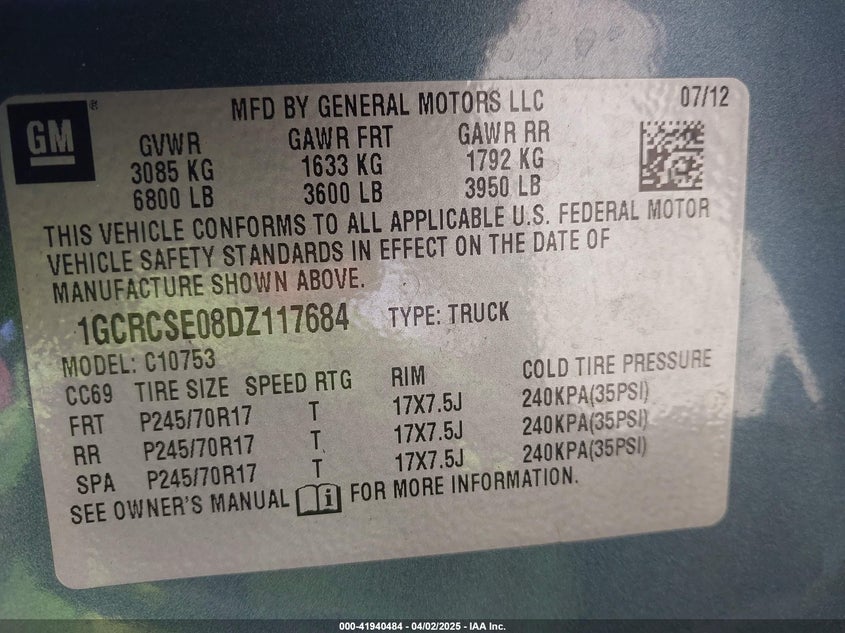 GM
®
MFD BY GENERAL MOTORS LLC 07/12
GVWR GAWR FRT GAWR RR
3085 KG 1633 KG 1792 KG
6800 LB 3600 LB 3950 LB
THIS VEHICLE CONFORMS TO ALL APPLICABLE U.S. FEDERAL MOTOR
VEHICLE SAFETY STANDARDS IN EFFECT ON THE DATE OF
MANUFACTURE SHOWN ABOVE.
1GCRCSE08DZ117684 TYPE: TRUCK
MODEL: C10753
CC69 TIRE SIZE SPEED RTG RIM COLD TIRE PRESSURE
FRT P245/70R17 T 17X7.5J 240KPA(35PSI)
RR P245/70R17 T 17X7.5J 240KPA(35PSI)
SPA P245/70R17 T 17X7.5J 240KPA(35PSI)
SEE OWNER'S MANUAL i FOR MORE INFORMATION.
000-41940484 - 04/02/2025 - IAA Inc.